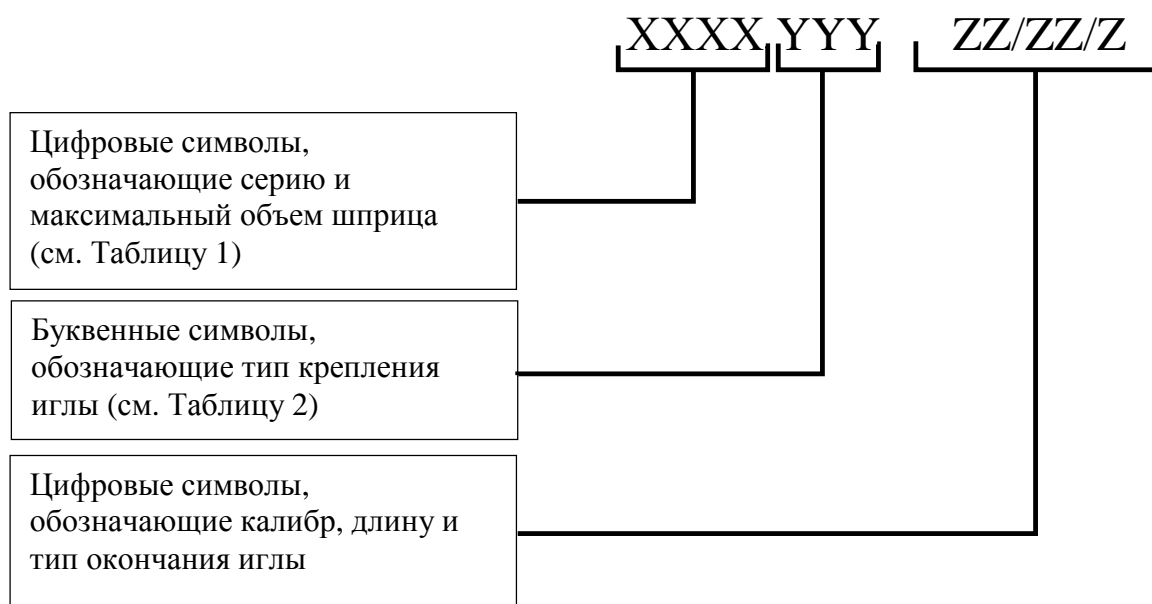 XXXX YYY ZZ/ZZ/Z
Цифровые символы,
обозначающие серию и
максимальный объем шприца
(см. Таблицу 1)
Буквенные символы,
обозначающие тип крепления
иглы (см. Таблицу 2)
Цифровые символы,
обозначающие калибр, длину и
тип окончания иглы